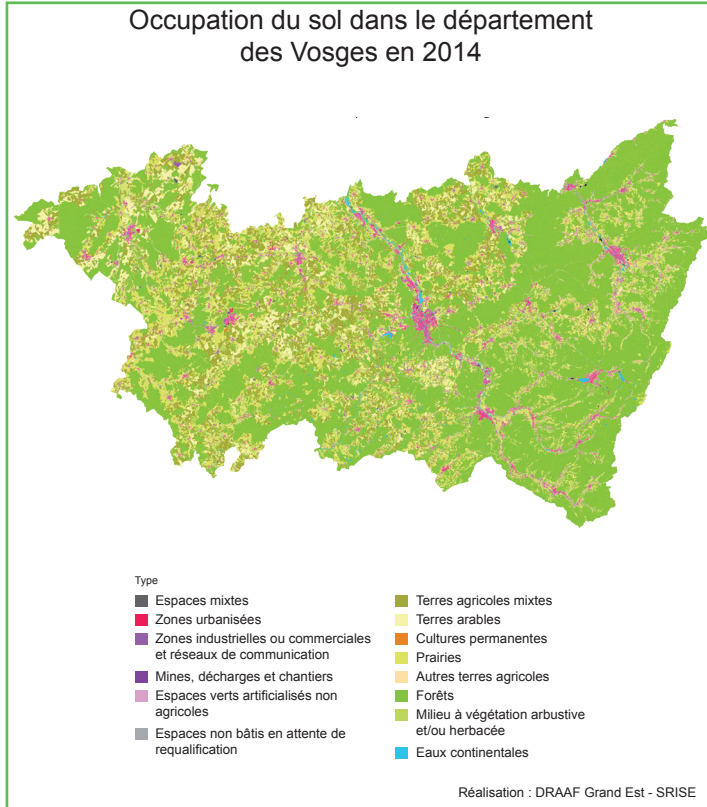 Occupation du sol dans le département
des Vosges en 2014
Type
Espaces mixtes
Zones urbanisées
Zones industrielles ou commerciales
et réseaux de communication
Mines, décharges et chantiers
Espaces verts artificialisés non
agricoles
Espaces non bâtis en attente de
requalification
Terres agricoles mixtes
Terres arables
Cultures permanentes
Prairies
Autres terres agricoles
Forêts
Milieu à végétation arbustive
et/ou herbacée
Eaux continentales
Réalisation : DRAAF Grand Est - SRISE